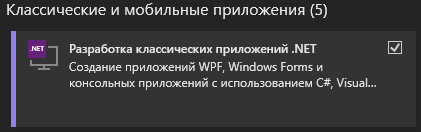 Классические и мобильные приложения (5)
.NET
Разработка классических приложений .NET
Создание приложений WPF, Windows Forms и
консольных приложений с использованием C#, Visual...